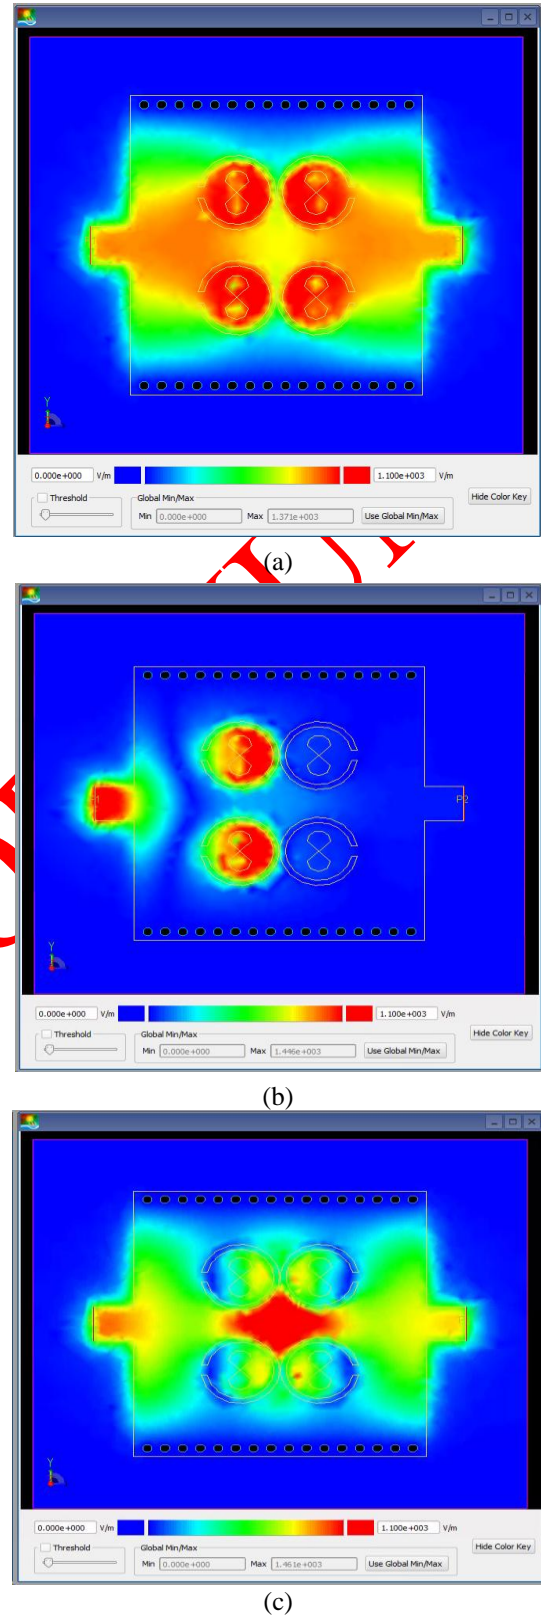 Y
0.000e+000 V/m 1.100e+003 V/m
Threshold Global Min/Max Hide Color Key
Min 0.000e+000 Max 1.371e+003 Use Global Min/Max
(a)
P2
Y
0.000e+000 V/m 1.100e+003 V/m
Threshold Global Min/Max Hide Color Key
Min 0.000e+000 Max 1.446e+003 Use Global Min/Max
(b)
Y
0.000e+000 V/m 1.100e+003 V/m
Threshold Global Min/Max Hide Color Key
Min 0.000e+000 Max 1.461e+003 Use Global Min/Max
(c)